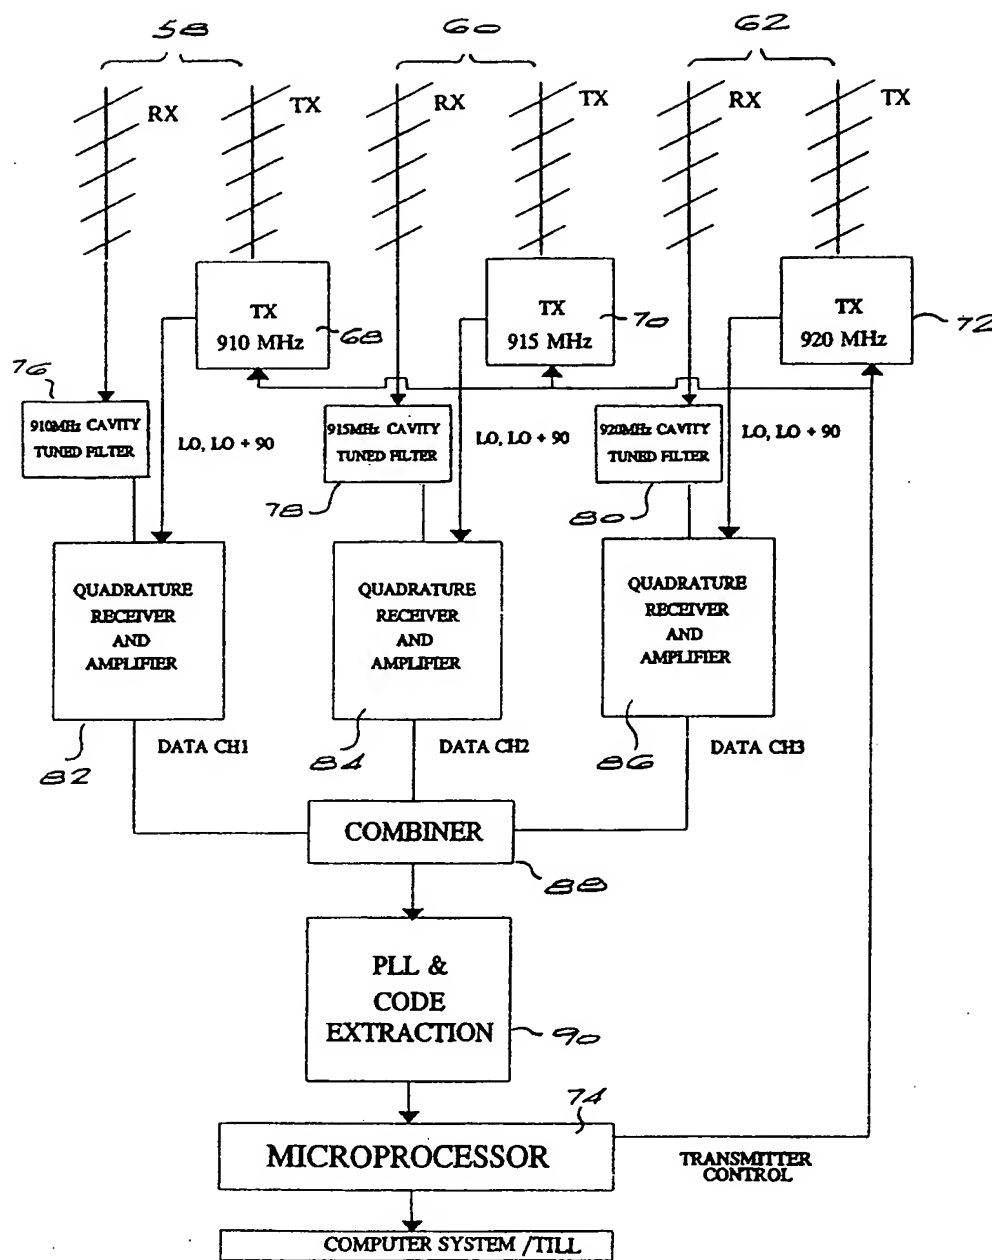 58 60 62
RX TX RX TX RX TX
TX
910 MHz
68
TX
915 MHz
70
TX
920 MHz
72
76
910MHz CAVITY
TUNED FILTER
LO, LO + 90
915MHz CAVITY
TUNED FILTER
78
LO, LO + 90
920MHz CAVITY
TUNED FILTER
80
LO, LO + 90
QUADRATURE
RECEIVER
AND
AMPLIFIER
82
DATA CH1
QUADRATURE
RECEIVER
AND
AMPLIFIER
84
DATA CH2
QUADRATURE
RECEIVER
AND
AMPLIFIER
86
DATA CH3
COMBINER
88
PLL &
CODE
EXTRACTION
90
74
MICROPROCESSOR
TRANSMITTER
CONTROL
COMPUTER SYSTEM /TILL